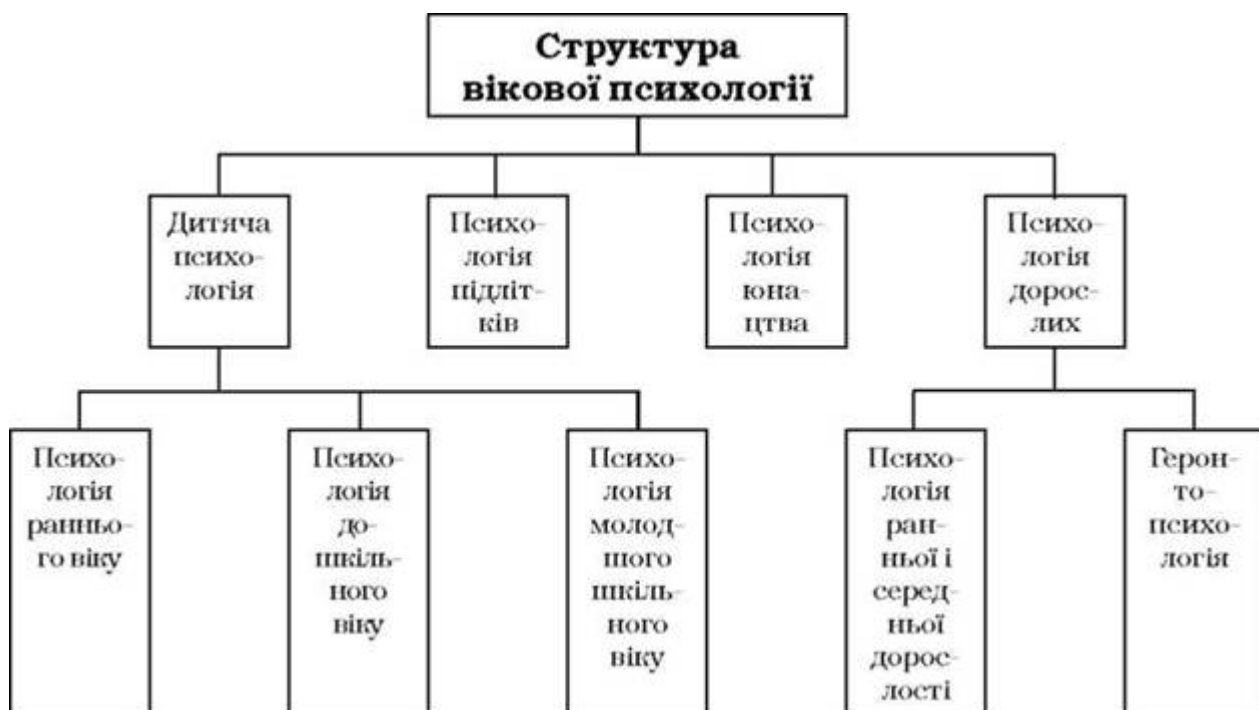 Структура
вікової психології
Дитяча
психо-
логія
Психо-
логія
підліт-
ків
Психо-
логія
юна-
цтва
Психо-
логія
дорос-
лих
Психо-
логія
ранньо-
го віку
Психо-
логія
до-
шкіль-
ного
віку
Психо-
логія
молод-
шого
шкіль-
ного
віку
Психо-
логія
ран-
ньої і
серед-
ньої
дорос-
лості
Герон-
то-
психо-
логія